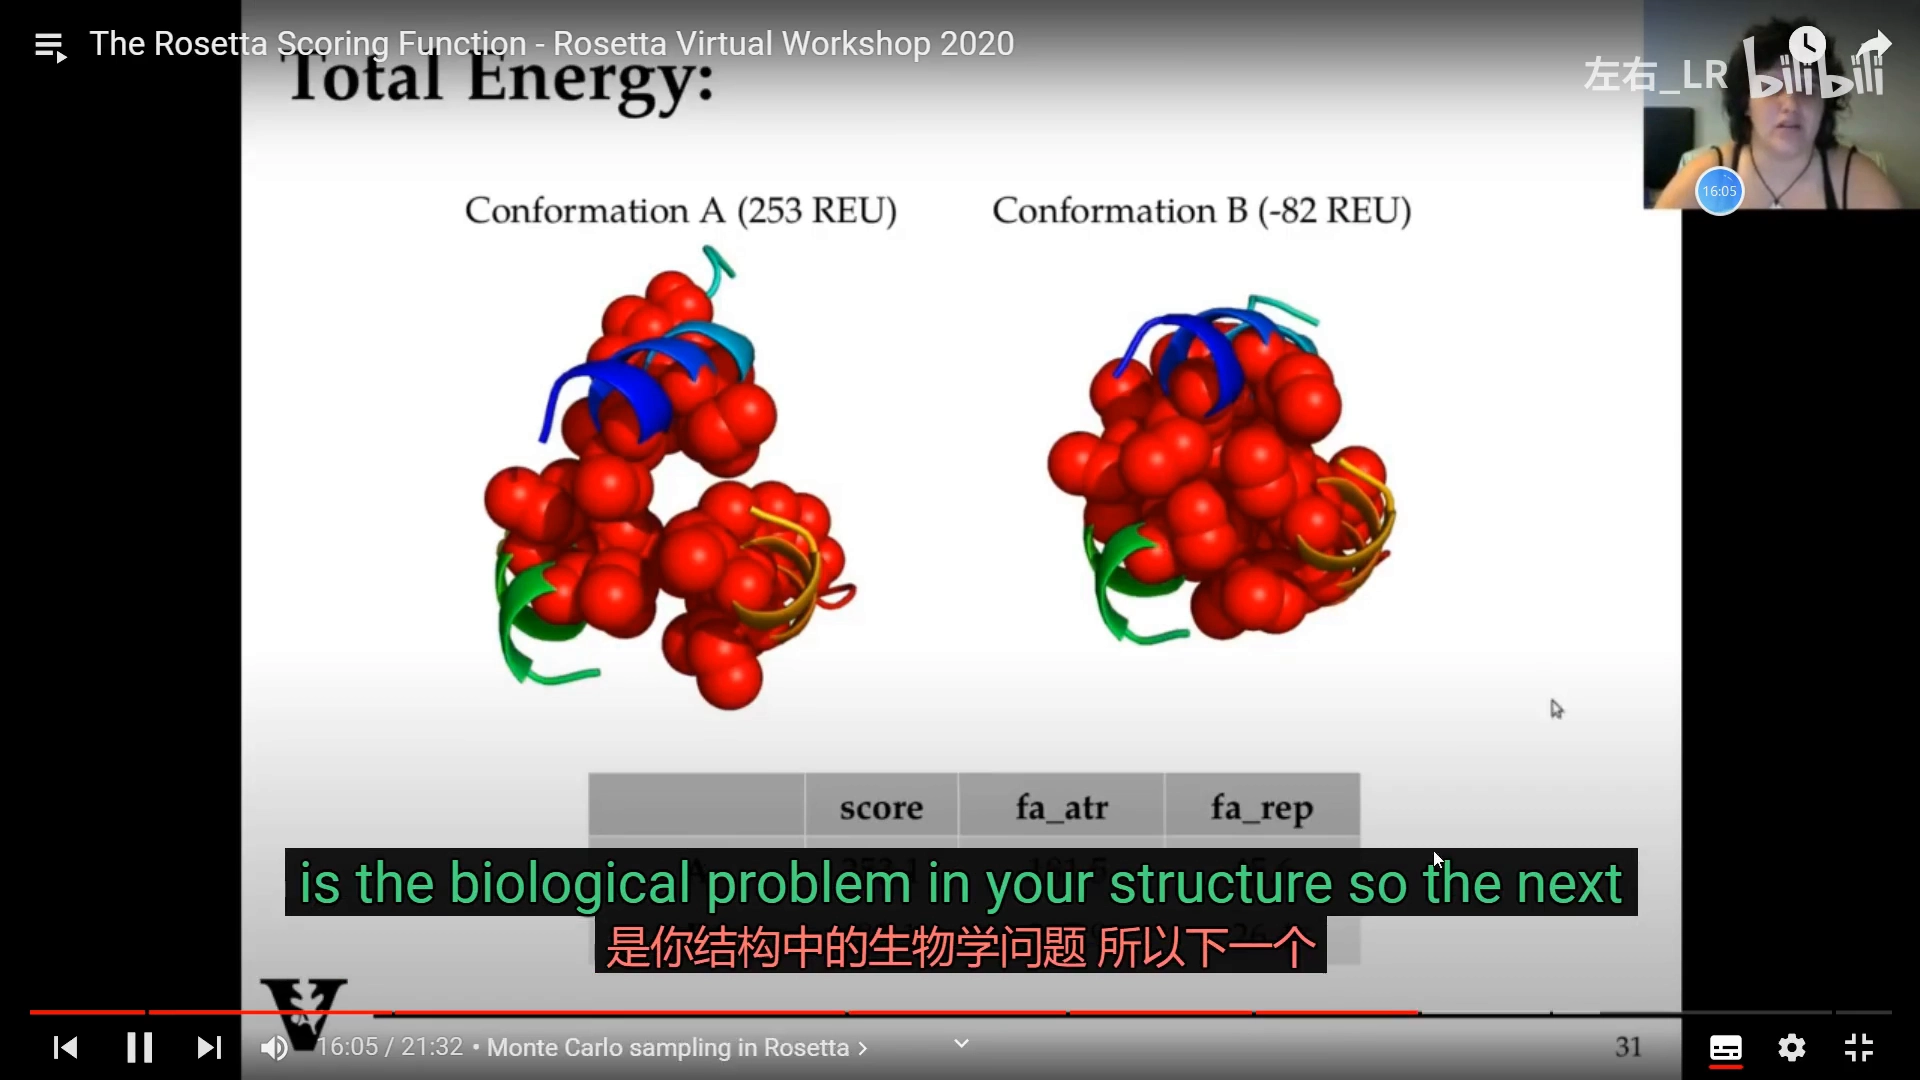 The Rosetta Scoring Function - Rosetta Virtual Workshop 2020
左右_LR bilibili
Total Energy:
16:05
Conformation A (253 REU)
Conformation B (-82 REU)
score fa_atr fa_rep
is the biological problem in your structure so the next
是你结构中的生物学问题 所以下一个
V
16:05 / 21:32 • Monte Carlo sampling in Rosetta
31